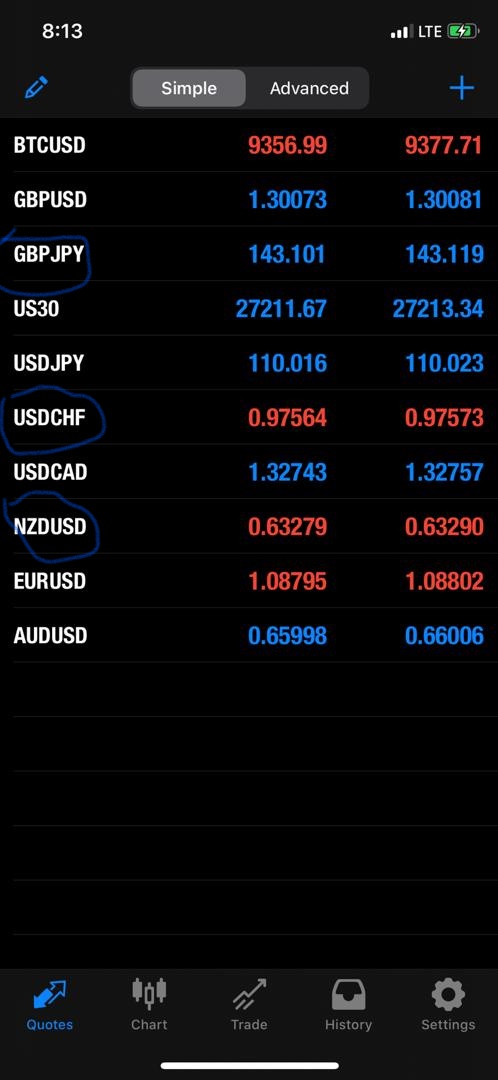 8:13 LTE
Simple Advanced
BTCUSD 9356.99 9377.71
GBPUSD 1.30073 1.30081
GBPJPY 143.101 143.119
US30 27211.67 27213.34
USDJPY 110.016 110.023
USDCHF 0.97564 0.97573
USDCAD 1.32743 1.32757
NZDUSD 0.63279 0.63290
EURUSD 1.08795 1.08802
AUDUSD 0.65998 0.66006
Quotes Chart Trade History Settings